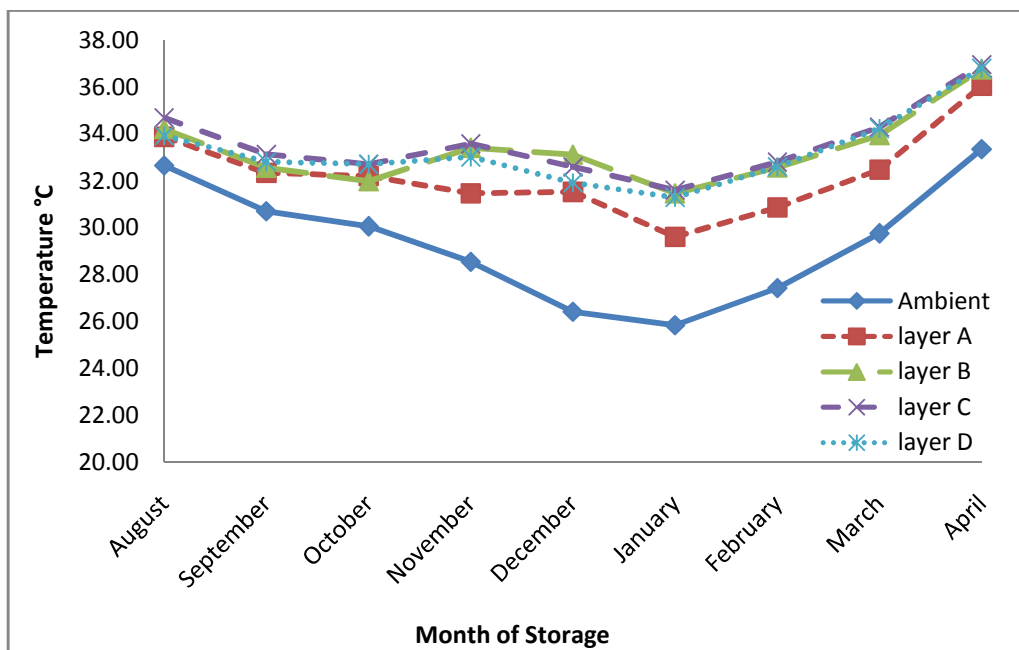 38.00
36.00
34.00
32.00
30.00
28.00
26.00
24.00
22.00
20.00
Temperature °C
Ambient
layer A
layer B
layer C
layer D
August
September
October
November
December
January
February
March
April
Month of Storage